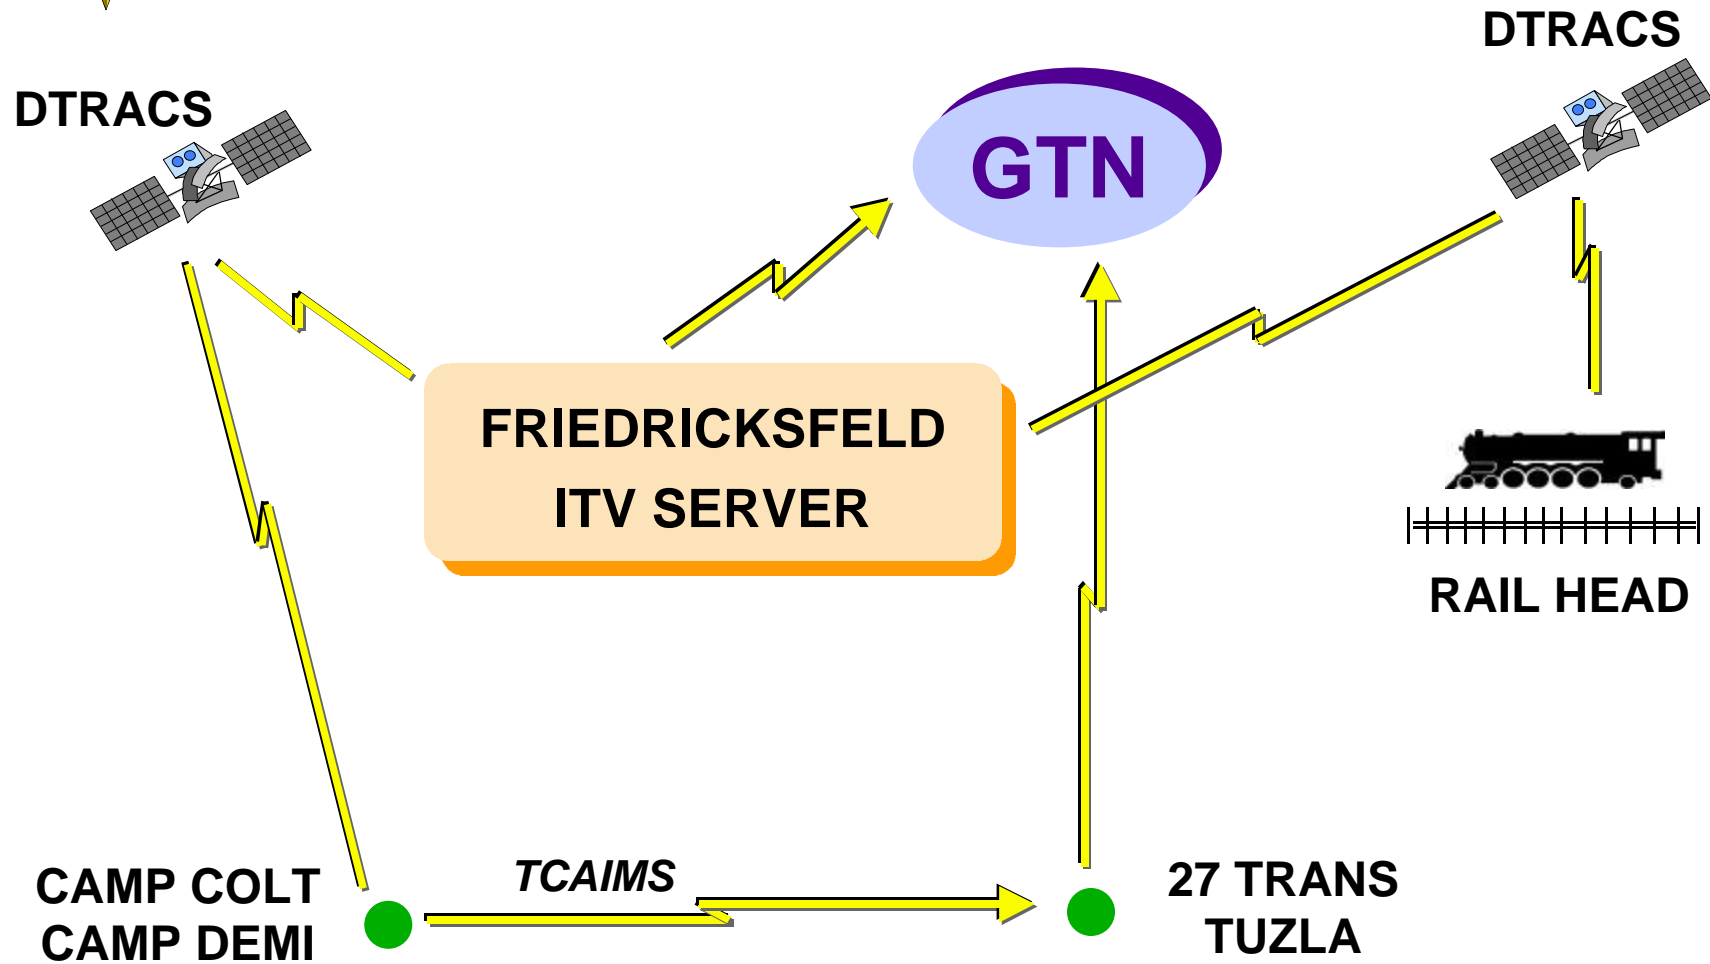 DTRACS
DTRACS
GTN
FRIEDRICKSFELD
ITV SERVER
RAIL HEAD
TCAIMS
CAMP COLT
CAMP DEMI
27 TRANS
TUZLA